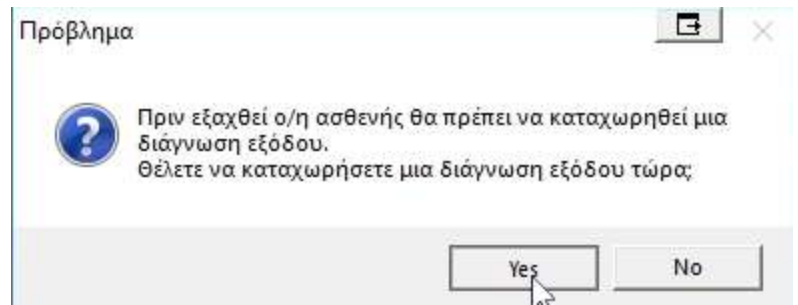 Πρόβλημα
Πριν εξαχθεί ο/η ασθενής θα πρέπει να καταχωρηθεί μια
διάγνωση εξόδου.
Θέλετε να καταχωρήσετε μια διάγνωση εξόδου τώρα;
Yes
No